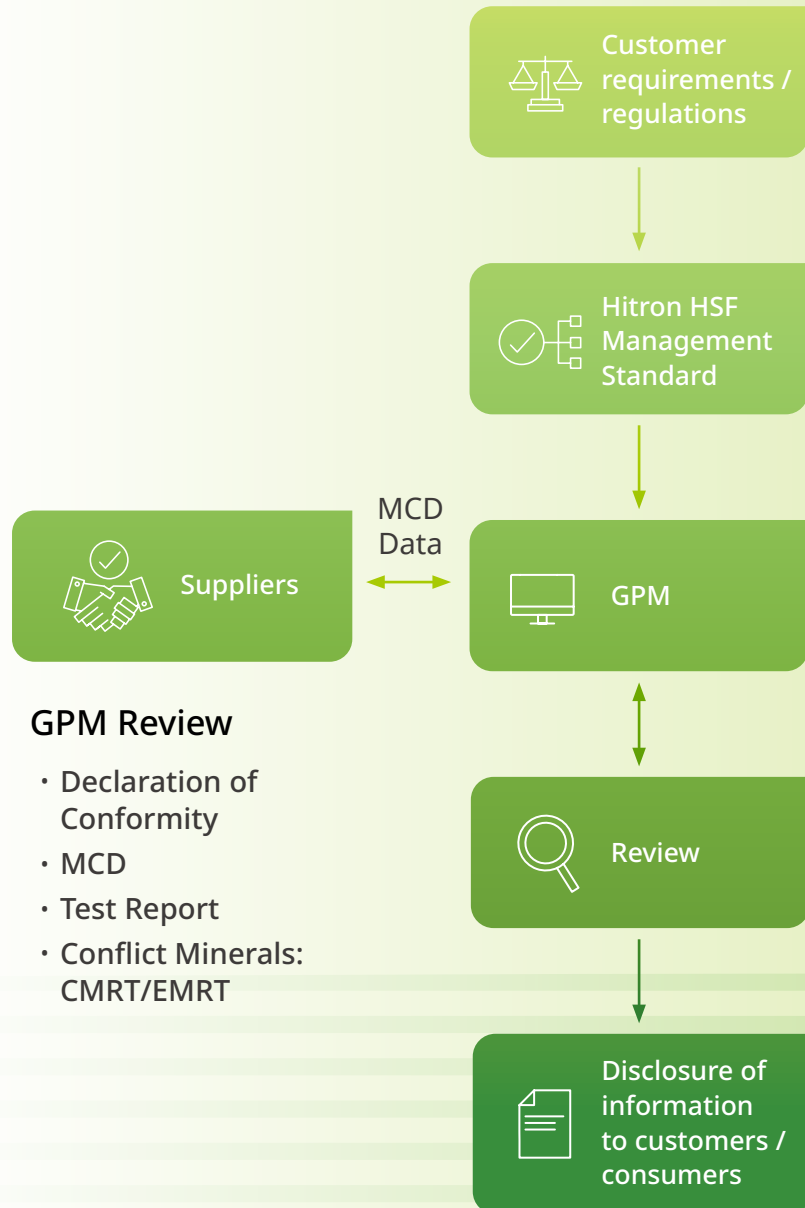 Customer
requirements /
regulations
Hitron HSF
Management
Standard
MCD
Data
Suppliers
GPM
GPM Review
・Declaration of
Conformity
・MCD
・Test Report
・Conflict Minerals:
CMRT/EMRT
Review
Disclosure of
information
to customers /
consumers